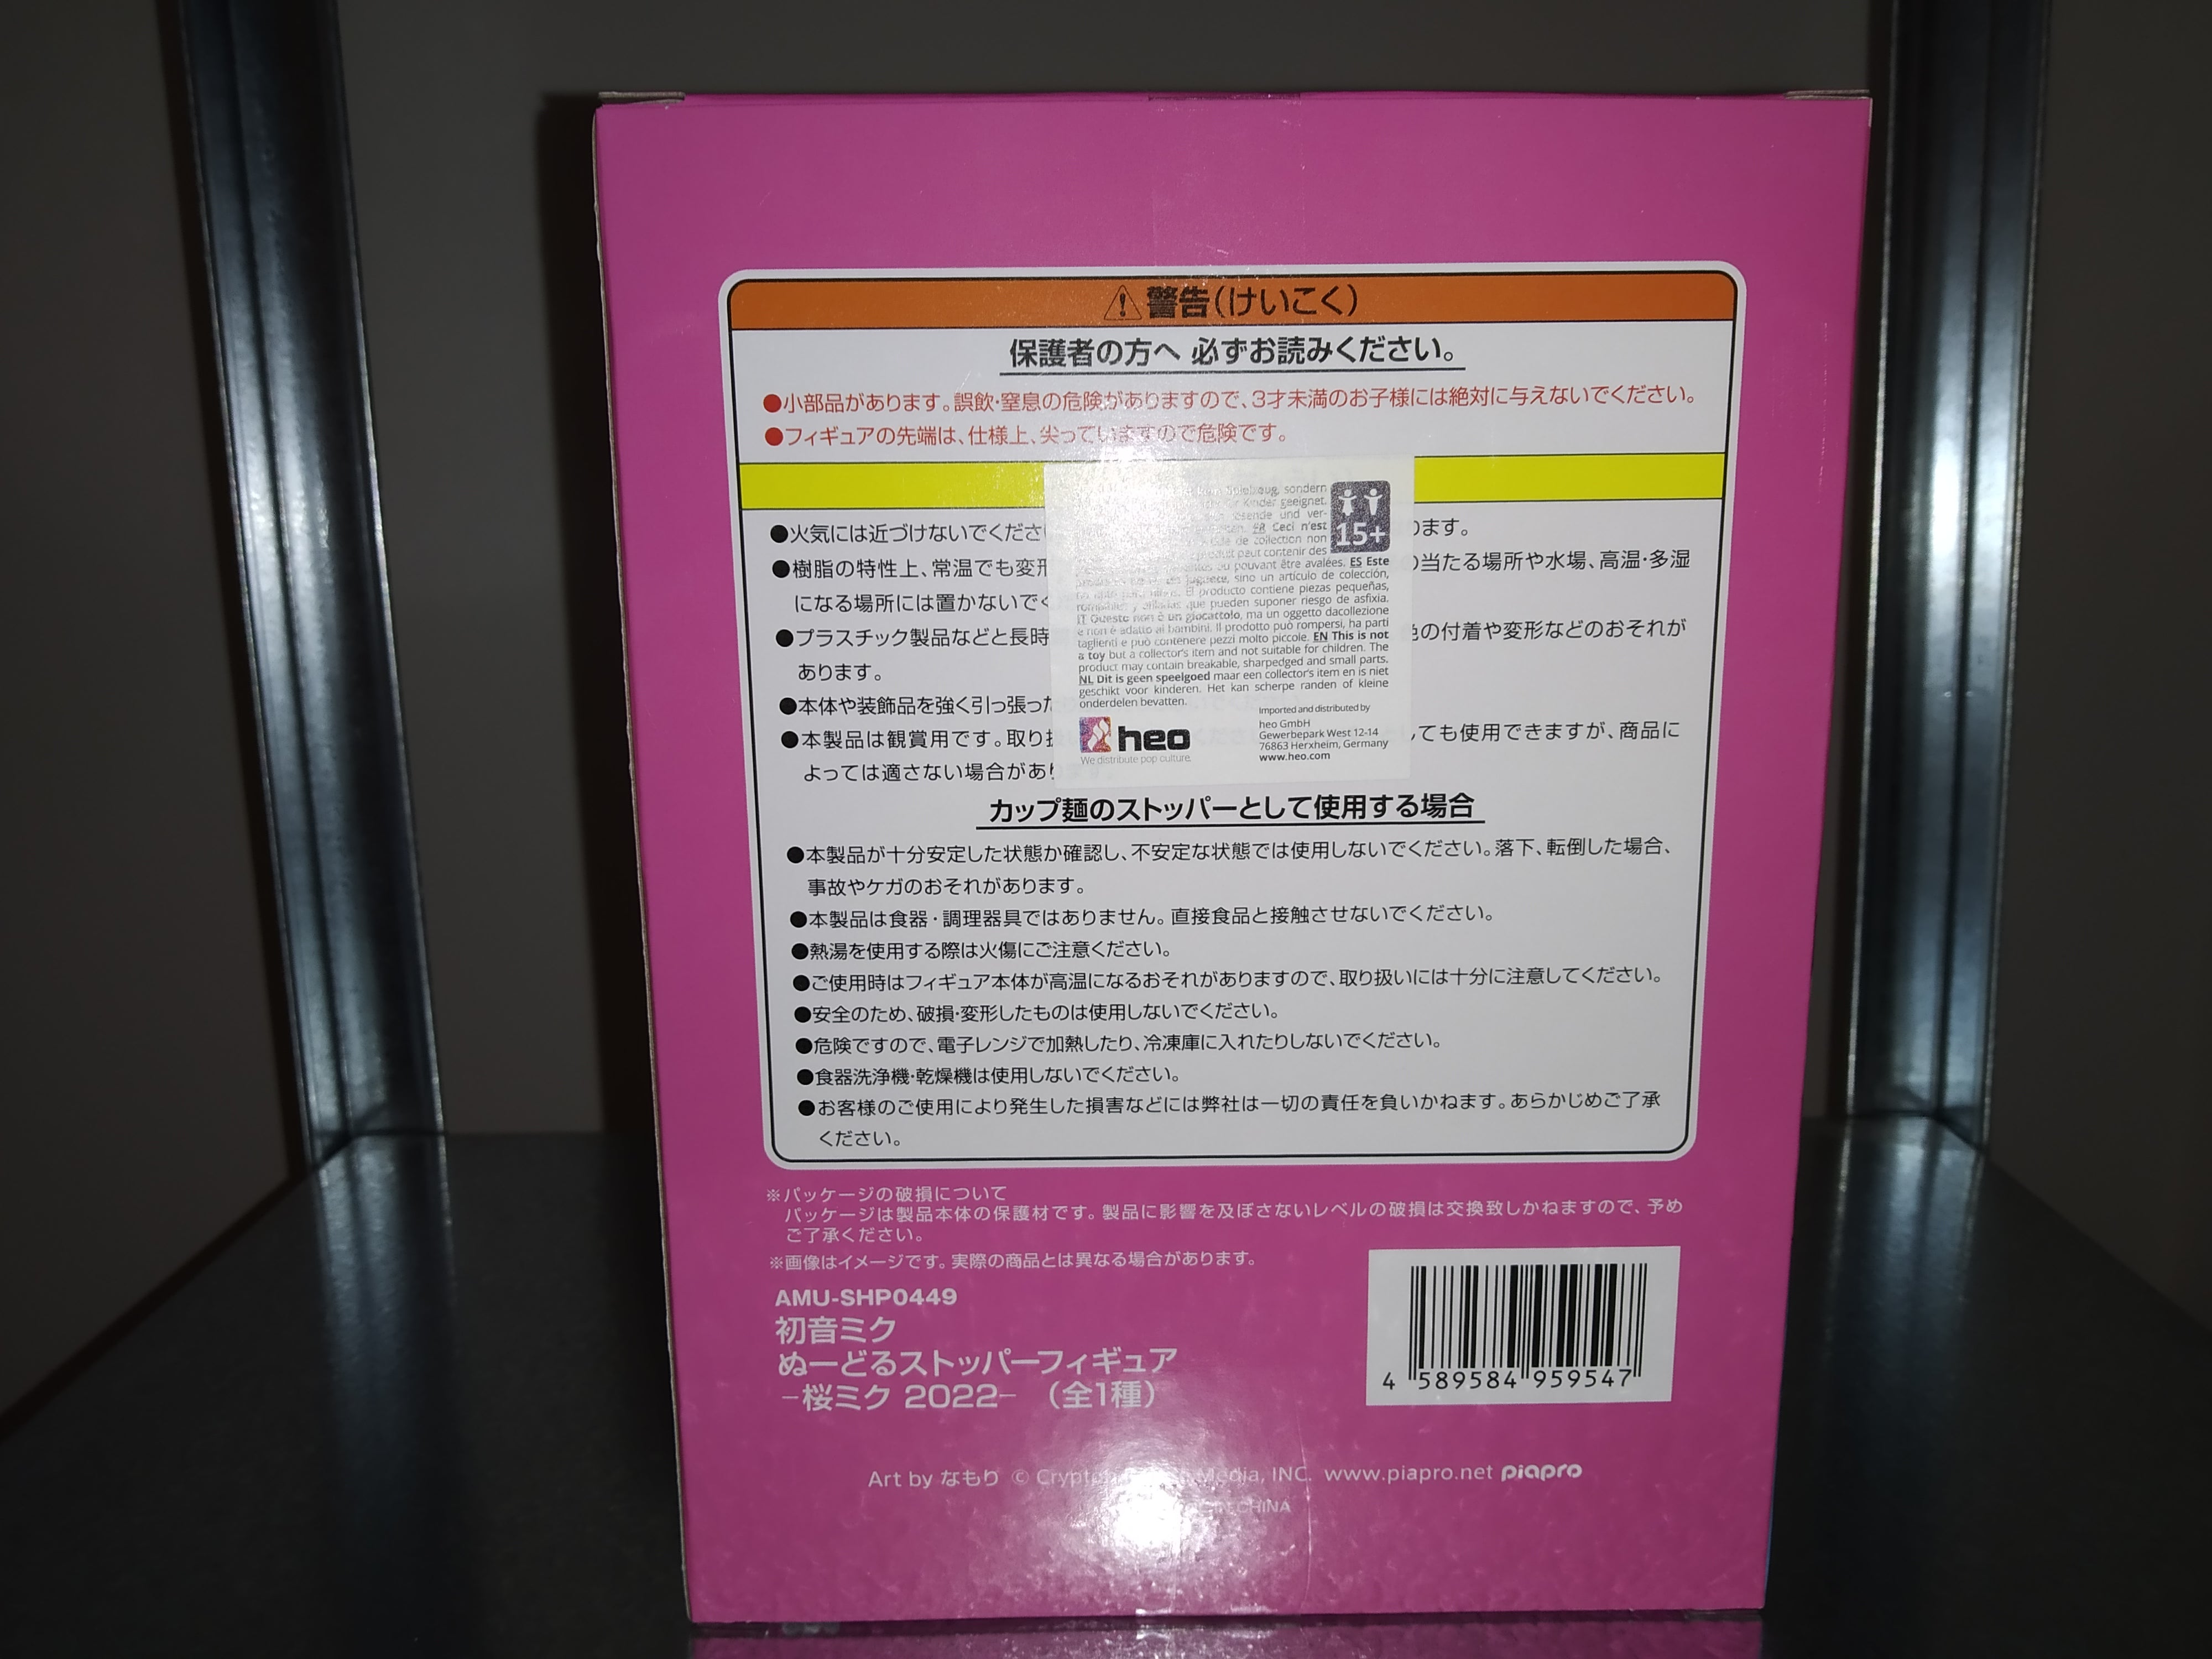 警告(けいこく)
保護者の方へ 必ずお読みください。
●小部品があります。誤飲・窒息の危険がありますので、3才未満のお子様には絶対に与えないでください。
●フィギュアの先端は、仕様上、尖っていますので危険です。
●火気には近づけないでくださ
ります。
●樹脂の特性上、常温でも変形
の当たる場所や水場、高温・多湿
になる場所には置かないでく
●プラスチック製品などと長時
色の付着や変形などのおそれが
あります。
●本体や装飾品を強く引っ張った
●本製品は観賞用です。取り扱
しても使用できますが、商品に
よっては適さない場合があり
kein Spielzeug, sondern
Kinder geeignet.
und ver-
FR Ceci n'est
de collection non
produit peut contenir des
ou pouvant être avalées. ES Este
juguete, sino un artículo de colección,
no apto para niños. El producto contiene piezas pequeñas,
que pueden suponer riesgo de asfixia.
IT Questo non è un giocattolo, ma un oggetto dacollezione
e non è adatto ai bambini. Il prodotto può rompersi, ha parti
taglienti e può contenere pezzi molto piccole. EN This is not
a toy but a collector's item and not suitable for children. The
product may contain breakable, sharpedged and small parts.
NL Dit is geen speelgoed maar een collector's item en is niet
geschikt voor kinderen. Het kan scherpe randen of kleine
onderdelen bevatten.
15+
heo
We distribute pop culture.
Imported and distributed by
heo GmbH
Gewerbepark West 12-14
76863 Herxheim, Germany
www.heo.com
カップ麺のストッパーとして使用する場合
●本製品が十分安定した状態か確認し、不安定な状態では使用しないでください。落下、転倒した場合、
事故やケガのおそれがあります。
●本製品は食器・調理器具ではありません。直接食品と接触させないでください。
●熱湯を使用する際は火傷にご注意ください。
●ご使用時はフィギュア本体が高温になるおそれがありますので、取り扱いには十分に注意してください。
●安全のため、破損・変形したものは使用しないでください。
●危険ですので、電子レンジで加熱したり、冷凍庫に入れたりしないでください。
●食器洗浄機・乾燥機は使用しないでください。
●お客様のご使用により発生した損害などには弊社は一切の責任を負いかねます。あらかじめご了承
ください。
※パッケージの破損について
パッケージは製品本体の保護材です。製品に影響を及ぼさないレベルの破損は交換致しかねますので、予め
ご了承ください。
※画像はイメージです。実際の商品とは異なる場合があります。
AMU-SHP0449
初音ミク
ぬーどるストッパーフィギュア
-桜ミク 2022- (全1種)
4 589584 959547
Art by なもり © Crypton Media, INC. www.piapro.net piapro
CHINA